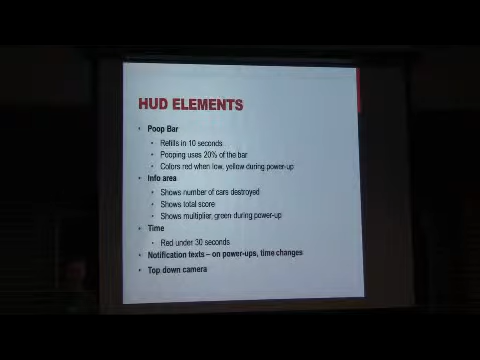 HUD ELEMENTS
• Poop Bar
• Refills in 10 seconds
• Pooping uses 20% of the bar
• Colors red when low, yellow during power-up
• Info area
• Shows number of cars destroyed
• Shows total score
• Shows multiplier, green during power-up
• Time
• Red under 30 seconds
• Notification texts – on power-ups, time changes
• Top down camera